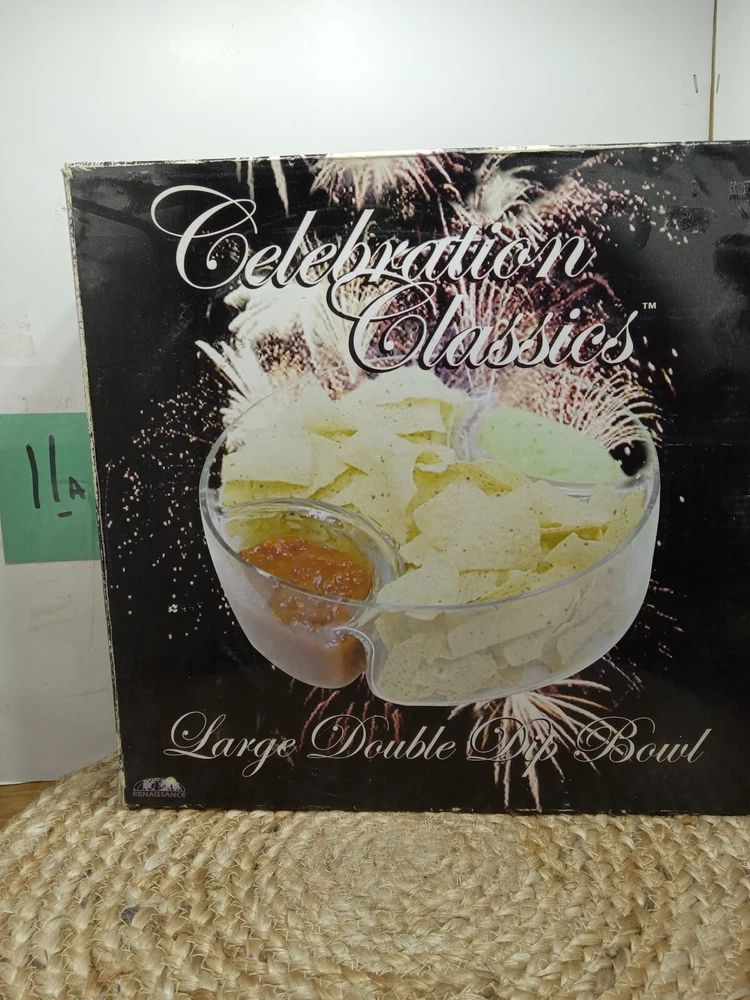 Celebration
Classics™
11A
Large Double Dip Bowl
RENAISSANCE